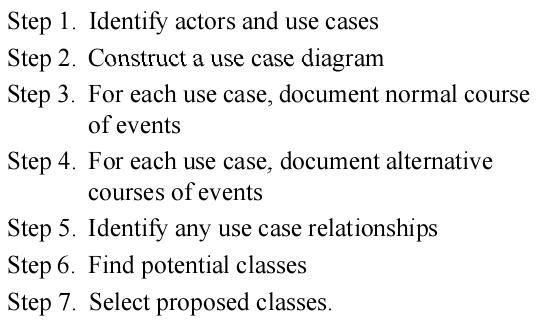 Step 1. Identify actors and use cases
Step 2. Construct a use case diagram
Step 3. For each use case, document normal course
of events
Step 4. For each use case, document alternative
courses of events
Step 5. Identify any use case relationships
Step 6. Find potential classes
Step 7. Select proposed classes.